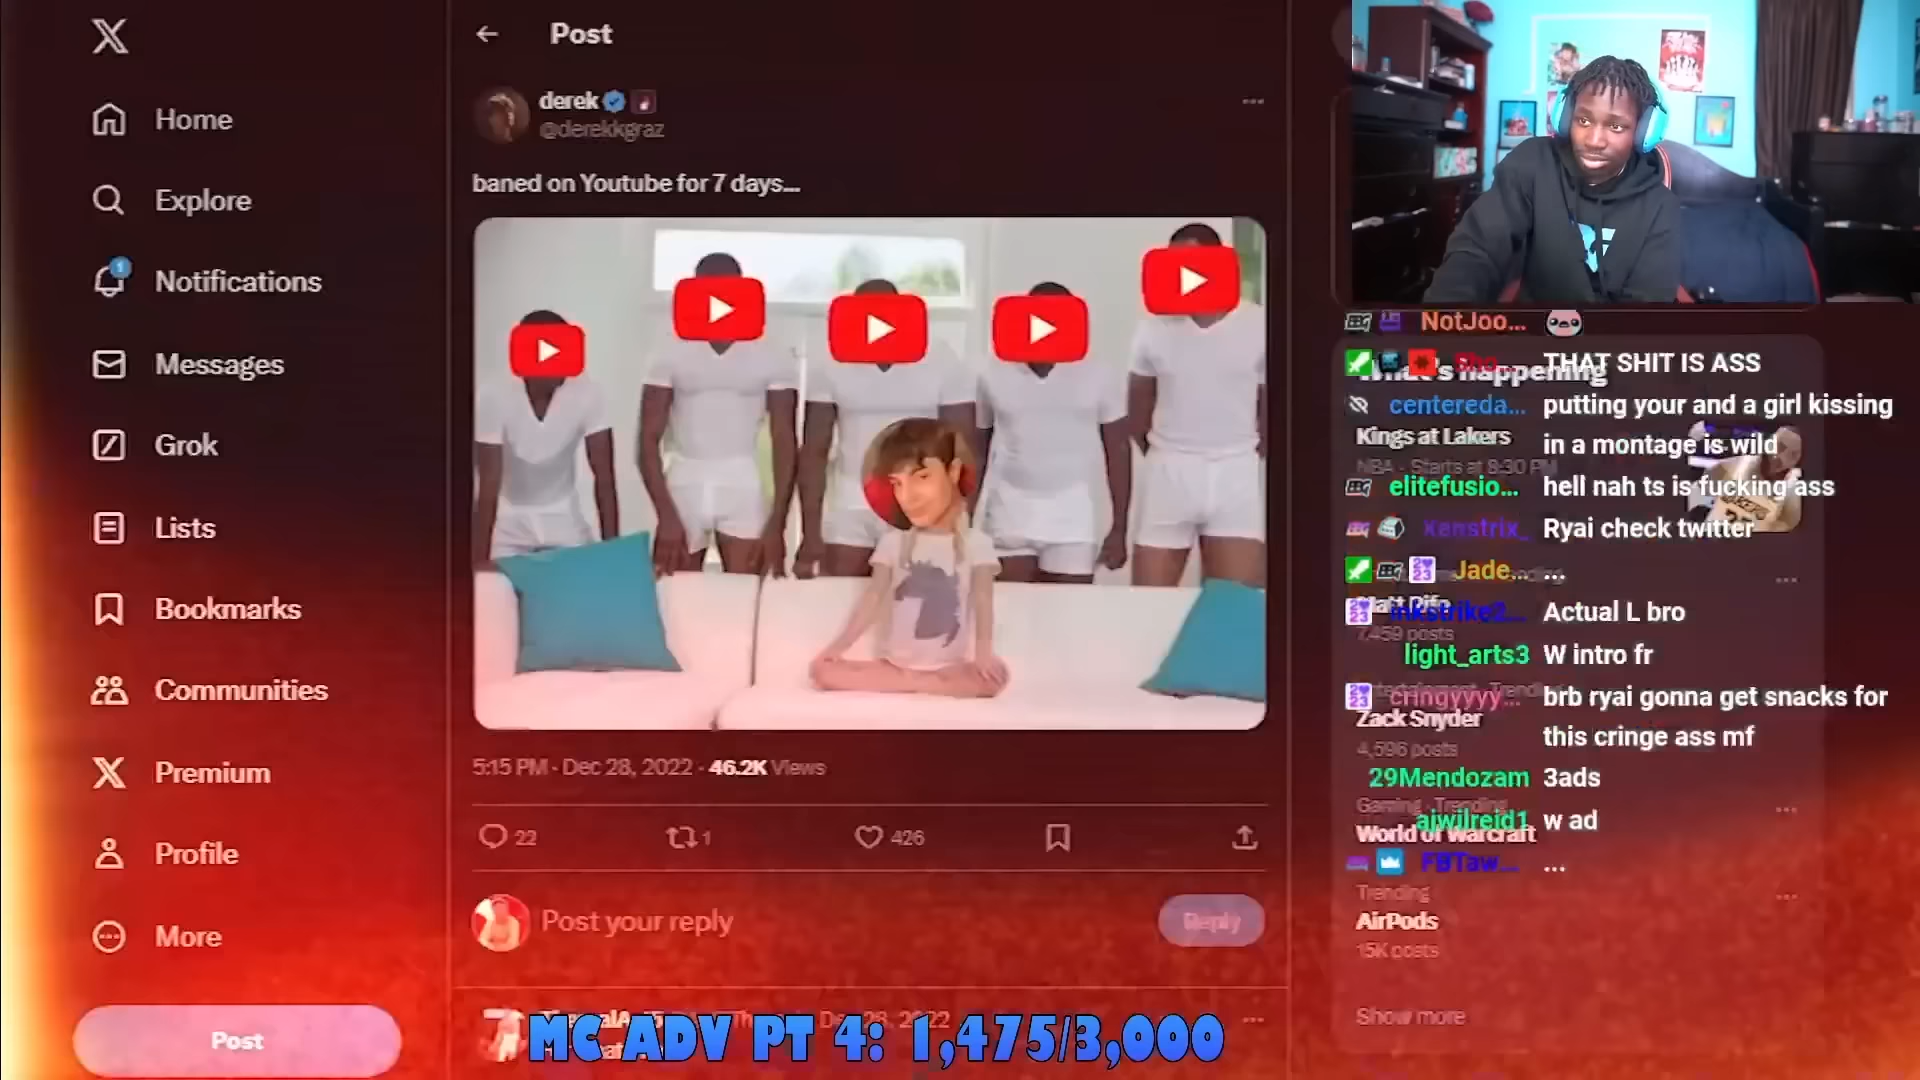 Post
derek
@derekkgraz
baned on Youtube for 7 days...
Home
Explore
Notifications
1
Messages
Grok
Lists
Bookmarks
Communities
Premium
Profile
More
Post
5:15 PM · Dec 28, 2022 · 46.2K Views
22
1
426
Post your reply
Reply
Dec 28, 2022
MC ADV PT 4: 1,475/3,000
NotJoo...
Sho... THAT SHIT IS ASS
What's happening
centereda... putting your and a girl kissing
in a montage is wild
Kings at Lakers
NBA · Starts at 8:30 PM
elitefusio... hell nah ts is fucking ass
Xenstrix_ Ryai check twitter
Jade... ...
inkstrike2... Actual L bro
7,459 posts
light_arts3 W intro fr
cringyyyy... brb ryai gonna get snacks for
this cringe ass mf
Zack Snyder
4,596 posts
29Mendozam 3ads
Gaming · Trending
ajwilreid1 w ad
World of Warcraft
FBTaw... ...
Trending
AirPods
15K posts
Show more